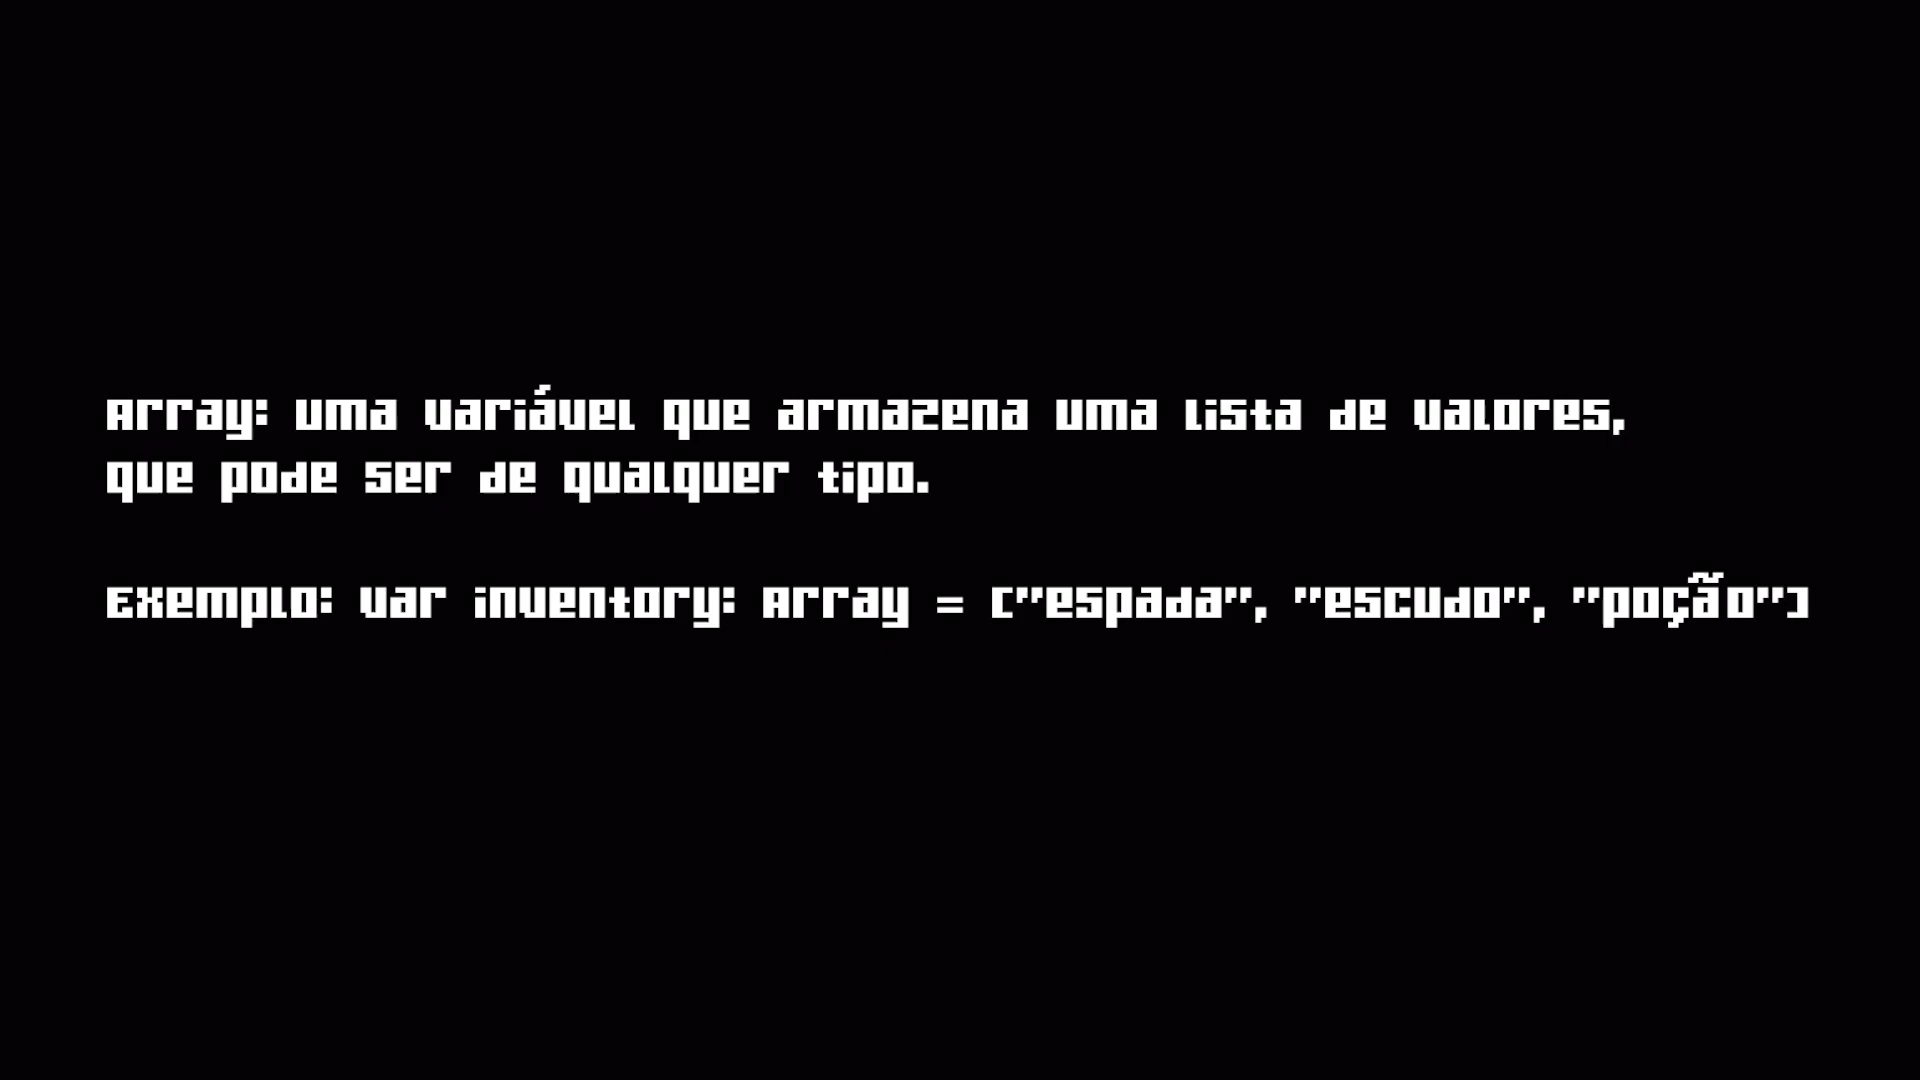 Array: uma variável que armazena uma lista de valores,
que pode ser de qualquer tipo.
Exemplo: var inventory: Array = ["espada", "escudo", "poção"]